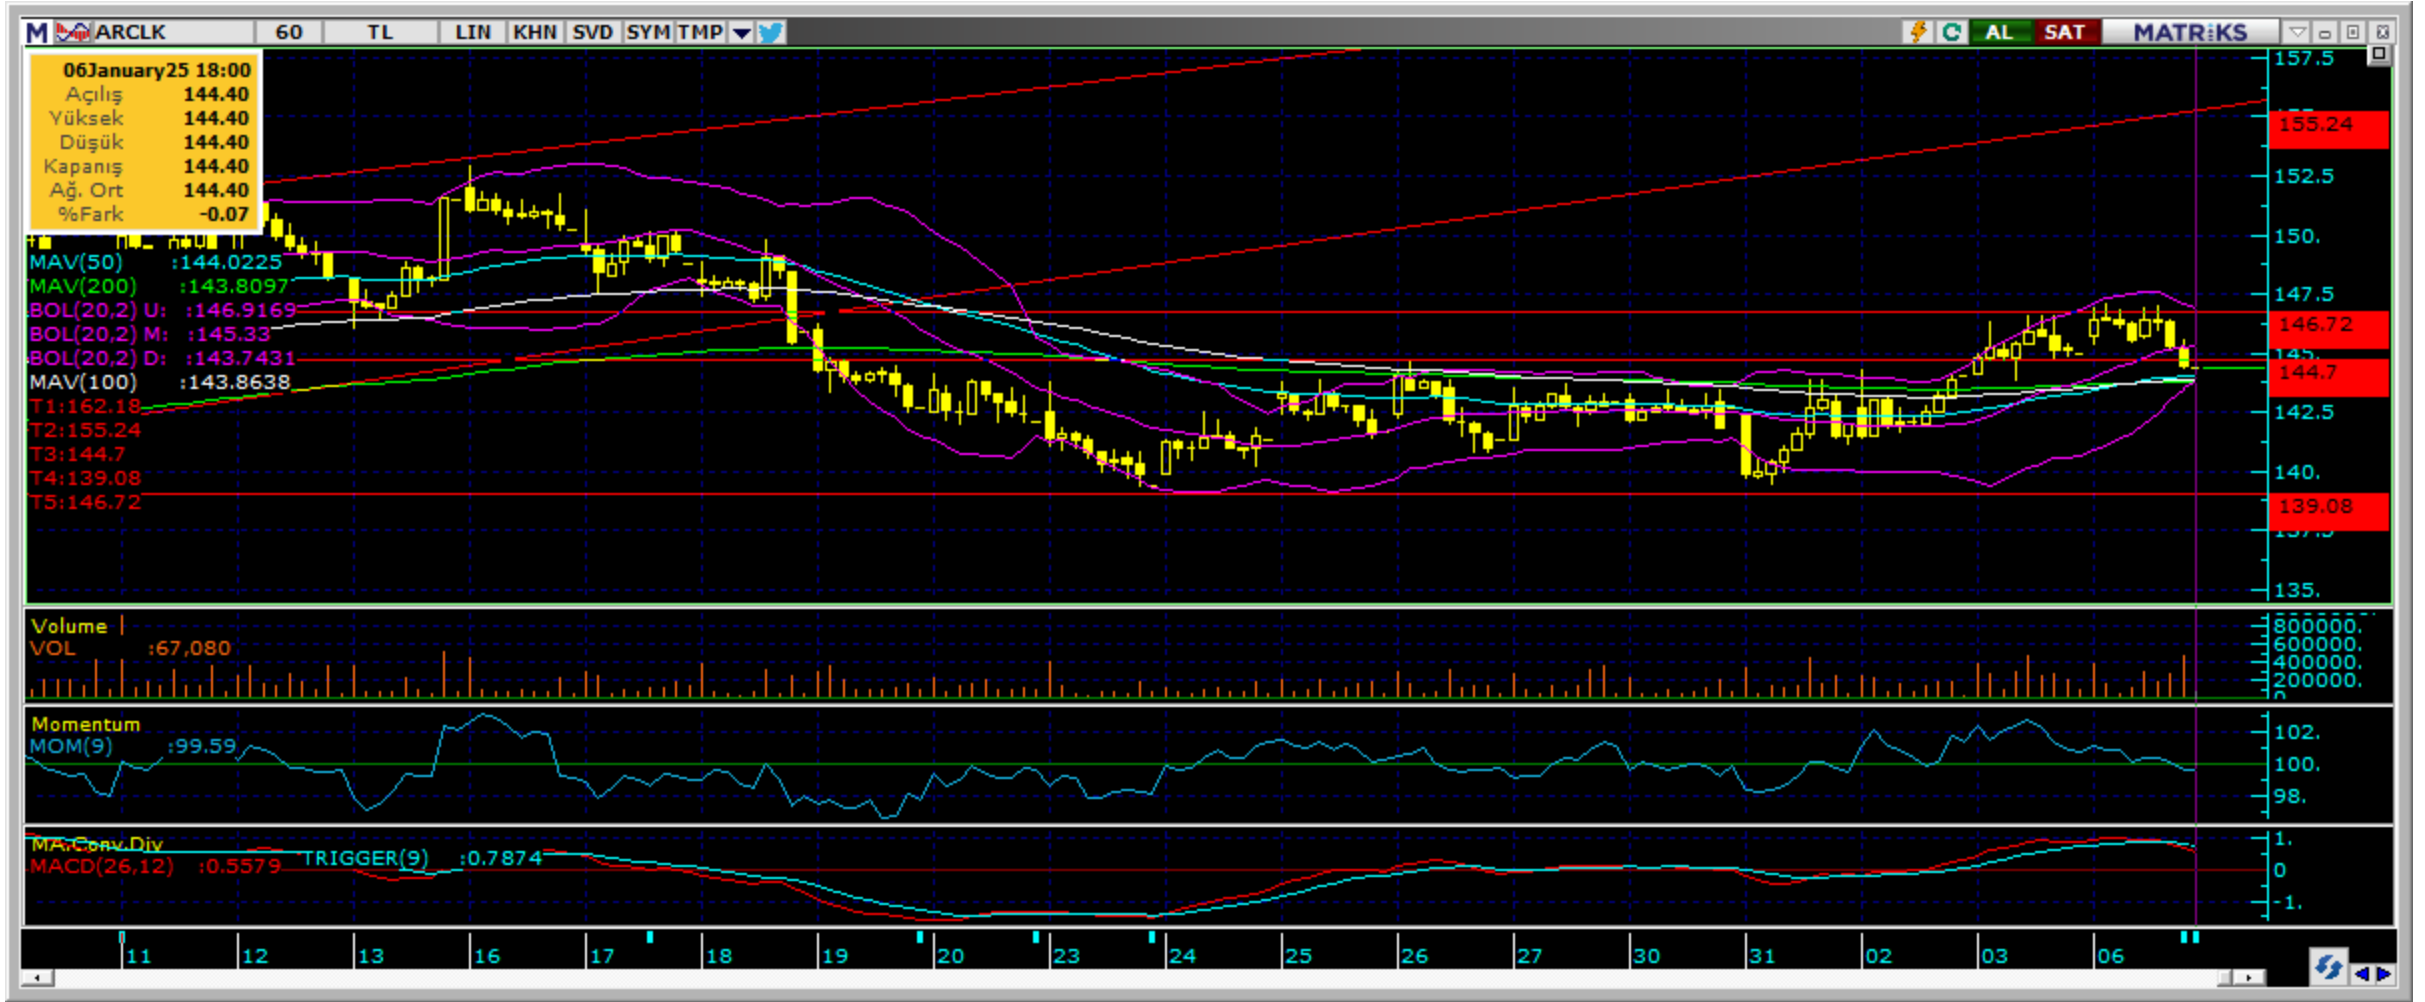 M ARCLK 60 TL LIN KHN SVD SYM TMP AL SAT MATRiKS
06January25 18:00
Açılış 144.40
Yüksek 144.40
Düşük 144.40
Kapanış 144.40
Ağ. Ort 144.40
%Fark -0.07
MAV(50) :144.0225
MAV(200) :143.8097
BOL(20,2) U: :146.9169
BOL(20,2) M: :145.33
BOL(20,2) D: :143.7431
MAV(100) :143.8638
T1:162.18
T2:155.24
T3:144.7
T4:139.08
T5:146.72
157.5
155.24
152.5
150.
147.5
146.72
145.
144.7
142.5
140.
139.08
137.5
135.
Volume
VOL :67,080
800000.
600000.
400000.
200000.
0
Momentum
MOM(9) :99.59
102.
100.
98.
MA.Conv.Div
MACD(26,12) :0.5579 TRIGGER(9) :0.7874
1.
0
-1.
11 12 13 16 17 18 19 20 23 24 25 26 27 30 31 02 03 06